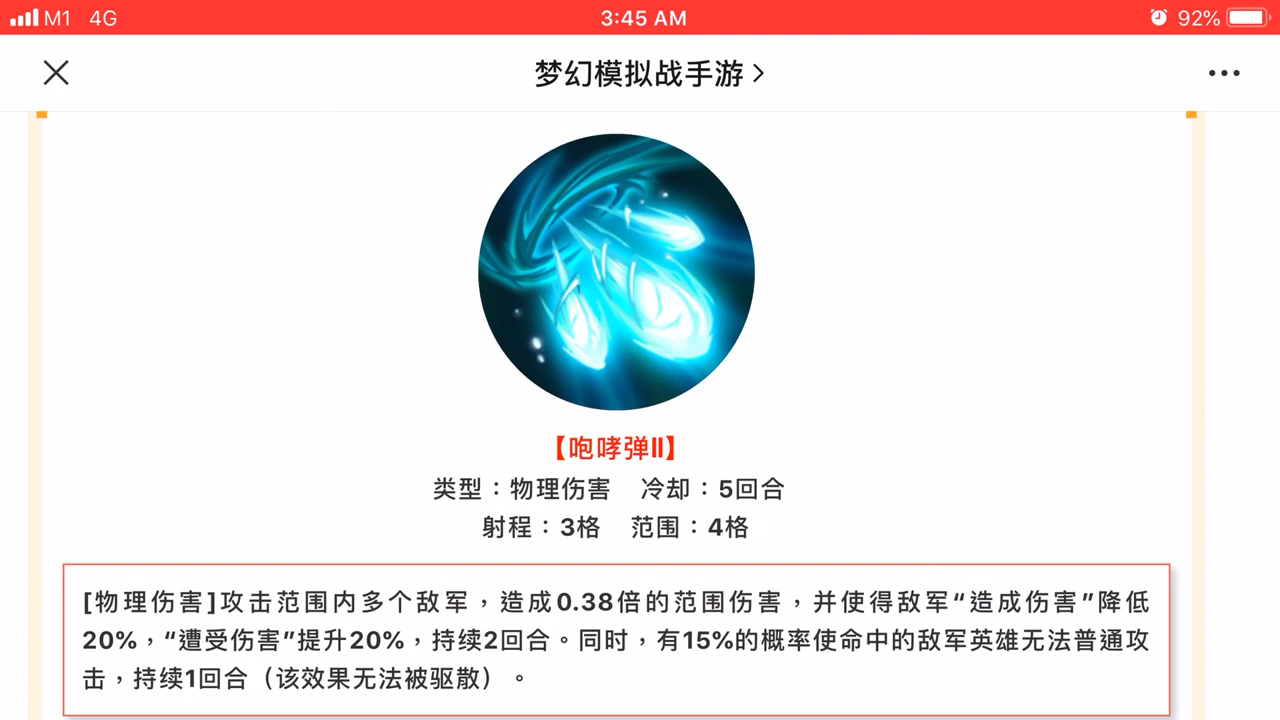 M1 4G 3:45 AM 92%
梦幻模拟战手游
【咆哮弹II】
类型：物理伤害 冷却：5回合
射程：3格 范围：4格
[物理伤害]攻击范围内多个敌军，造成0.38倍的范围伤害，并使得敌军“造成伤害”降低
20%，“遭受伤害”提升20%，持续2回合。同时，有15%的概率使命中的敌军英雄无法普通攻
击，持续1回合（该效果无法被驱散）。